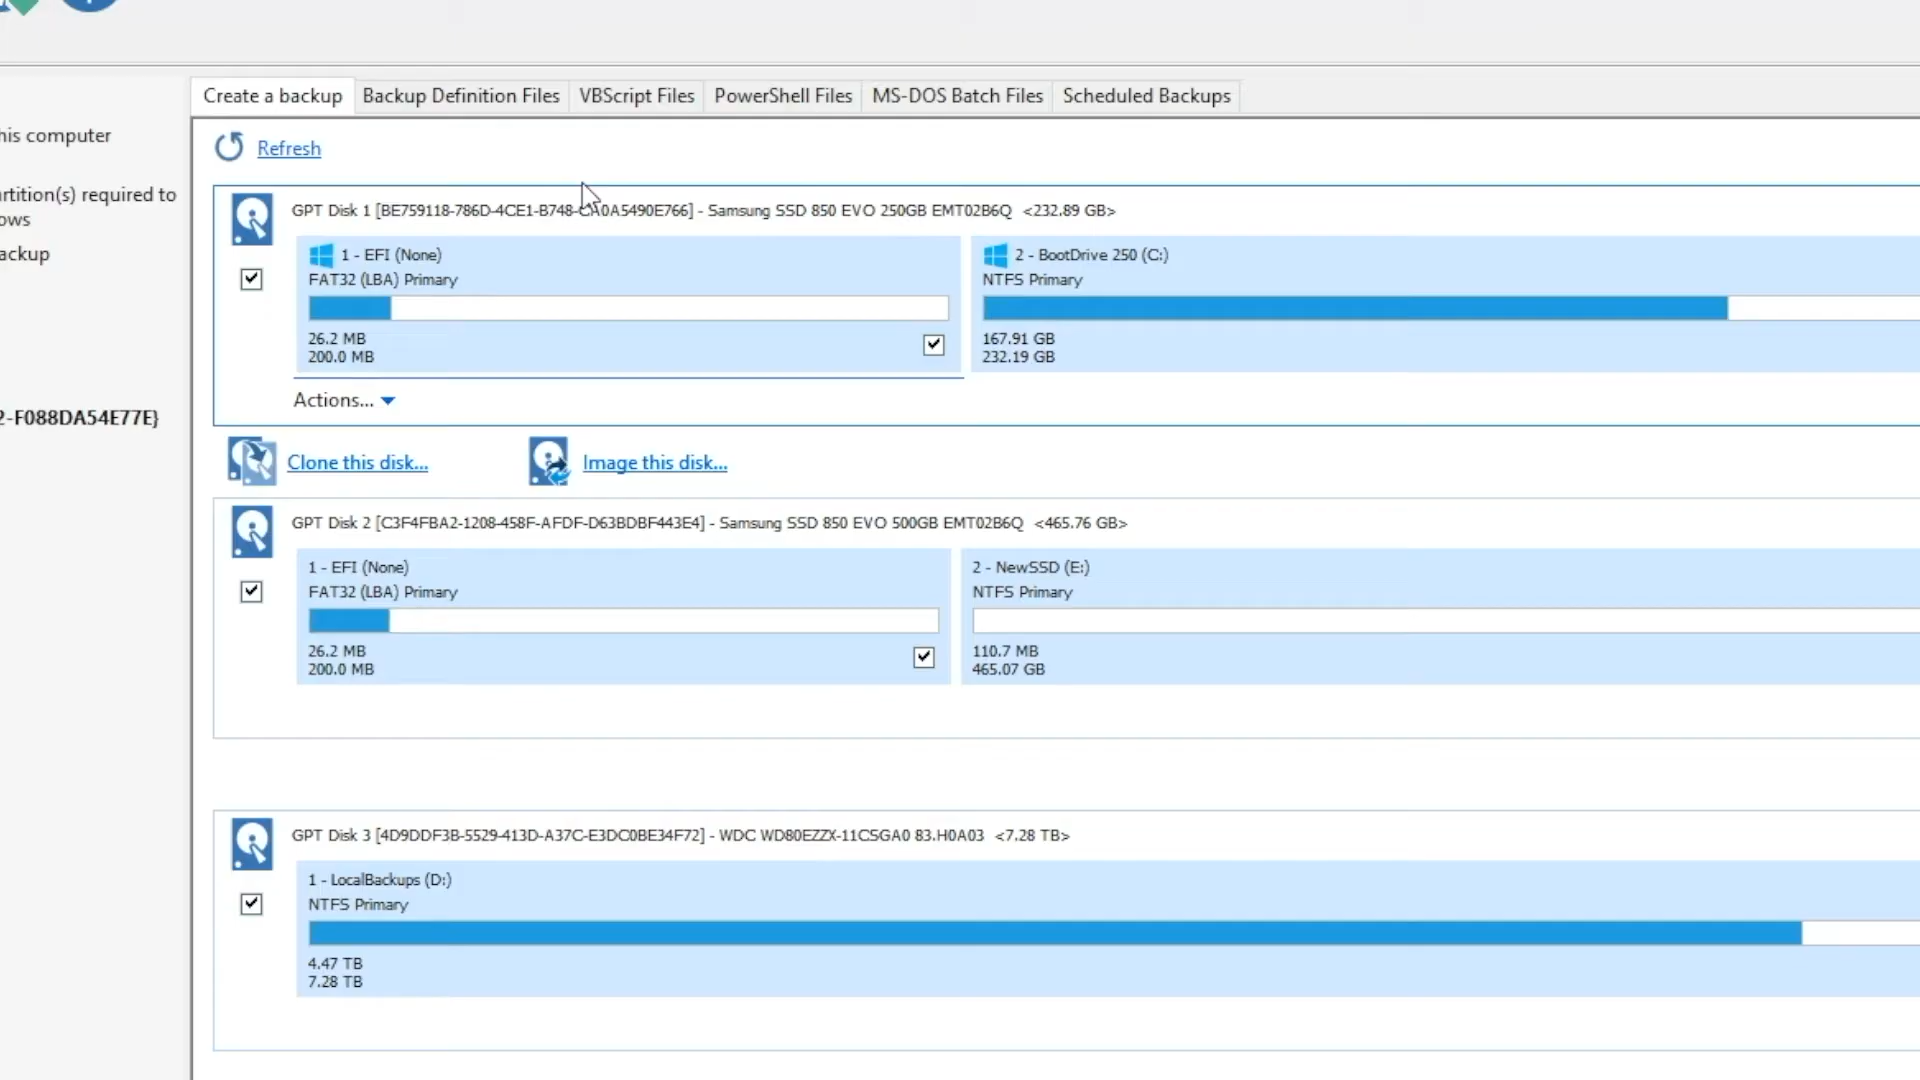 Create a backup Backup Definition Files VBScript Files PowerShell Files MS-DOS Batch Files Scheduled Backups
his computer
Refresh
rtition(s) required to
ows
ackup
2-F088DA54E77E}
GPT Disk 1 [BE759118-786D-4CE1-B748-CA0A5490E766] - Samsung SSD 850 EVO 250GB EMT02B6Q <232.89 GB>
1 - EFI (None)
FAT32 (LBA) Primary
26.2 MB
200.0 MB
2 - BootDrive 250 (C:)
NTFS Primary
167.91 GB
232.19 GB
Actions...
Clone this disk... Image this disk...
GPT Disk 2 [C3F4FBA2-1208-458F-AFDF-D63BDBF443E4] - Samsung SSD 850 EVO 500GB EMT02B6Q <465.76 GB>
1 - EFI (None)
FAT32 (LBA) Primary
26.2 MB
200.0 MB
2 - NewSSD (E:)
NTFS Primary
110.7 MB
465.07 GB
GPT Disk 3 [4D9DDF3B-5529-413D-A37C-E3DC0BE34F72] - WDC WD80EZZX-11CSGA0 83.H0A03 <7.28 TB>
1 - LocalBackups (D:)
NTFS Primary
4.47 TB
7.28 TB